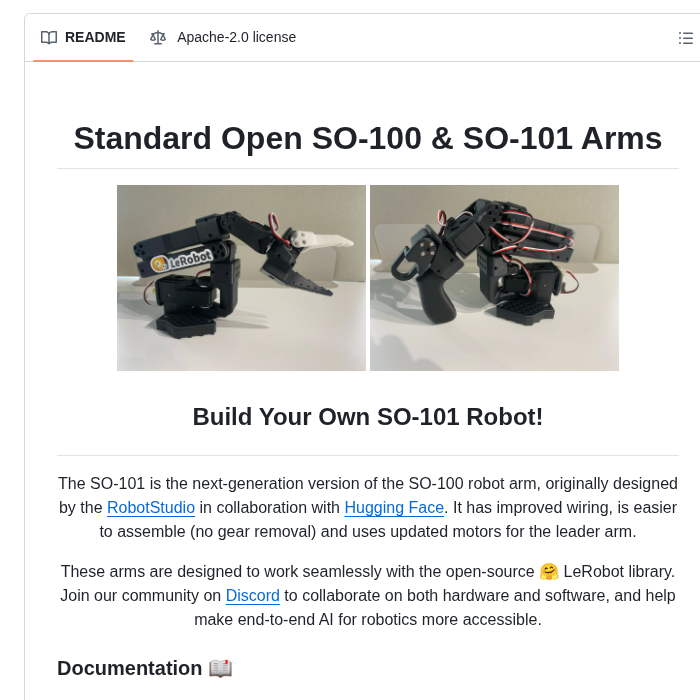 README
Apache-2.0 license
Standard Open SO-100 & SO-101 Arms
LeRobot
Build Your Own SO-101 Robot!
The SO-101 is the next-generation version of the SO-100 robot arm, originally designed
by the RobotStudio in collaboration with Hugging Face. It has improved wiring, is easier
to assemble (no gear removal) and uses updated motors for the leader arm.
These arms are designed to work seamlessly with the open-source 🤗 LeRobot library.
Join our community on Discord to collaborate on both hardware and software, and help
make end-to-end AI for robotics more accessible.
Documentation 📖